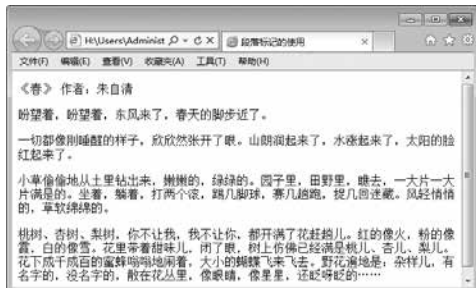 H:\Users\Administ
段落标记的使用
文件(F) 编辑(E) 查看(V) 收藏夹(A) 工具(T) 帮助(H)
《春》 作者：朱自清
盼望着，盼望着，东风来了，春天的脚步近了。
一切都像刚睡醒的样子，欣欣然张开了眼。山朗润起来了，水涨起来了，太阳的脸
红起来了。
小草偷偷地从土里钻出来，嫩嫩的，绿绿的。园子里，田野里，瞧去，一大片一大
片满是的。坐着，躺着，打两个滚，踢几脚球，赛几趟跑，捉几回迷藏。风轻悄悄
的，草软绵绵的。
桃树、杏树、梨树，你不让我，我不让你，都开满了花赶趟儿。红的像火，粉的像
霞，白的像雪。花里带着甜味儿，闭了眼，树上仿佛已经满是桃儿、杏儿、梨儿。
花下成千成百的蜜蜂嗡嗡地闹着，大小的蝴蝶飞来飞去。野花遍地是：杂样儿，有
名字的，没名字的，散在花丛里，像眼睛，像星星，还眨呀眨的……